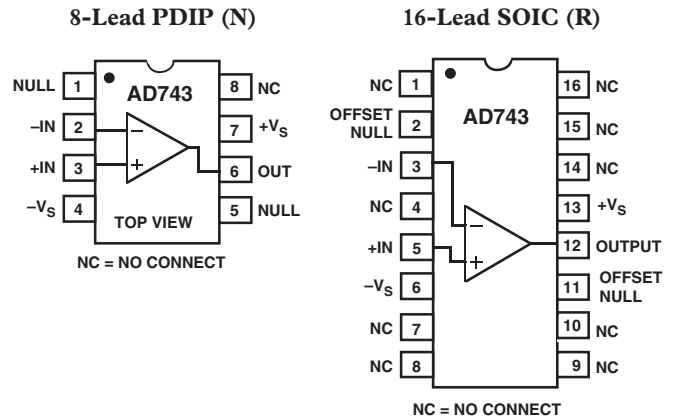 8-Lead PDIP (N)
NULL 1
AD743
8 NC
–IN 2
–
7 +VS
+IN 3
+
6 OUT
–VS 4
TOP VIEW
5 NULL
NC = NO CONNECT
16-Lead SOIC (R)
NC 1
16 NC
OFFSET
NULL 2
AD743
15 NC
–IN 3
14 NC
NC 4
–
13 +VS
+IN 5
+
12 OUTPUT
–VS 6
11 OFFSET
NULL
NC 7
10 NC
NC 8
9 NC
NC = NO CONNECT